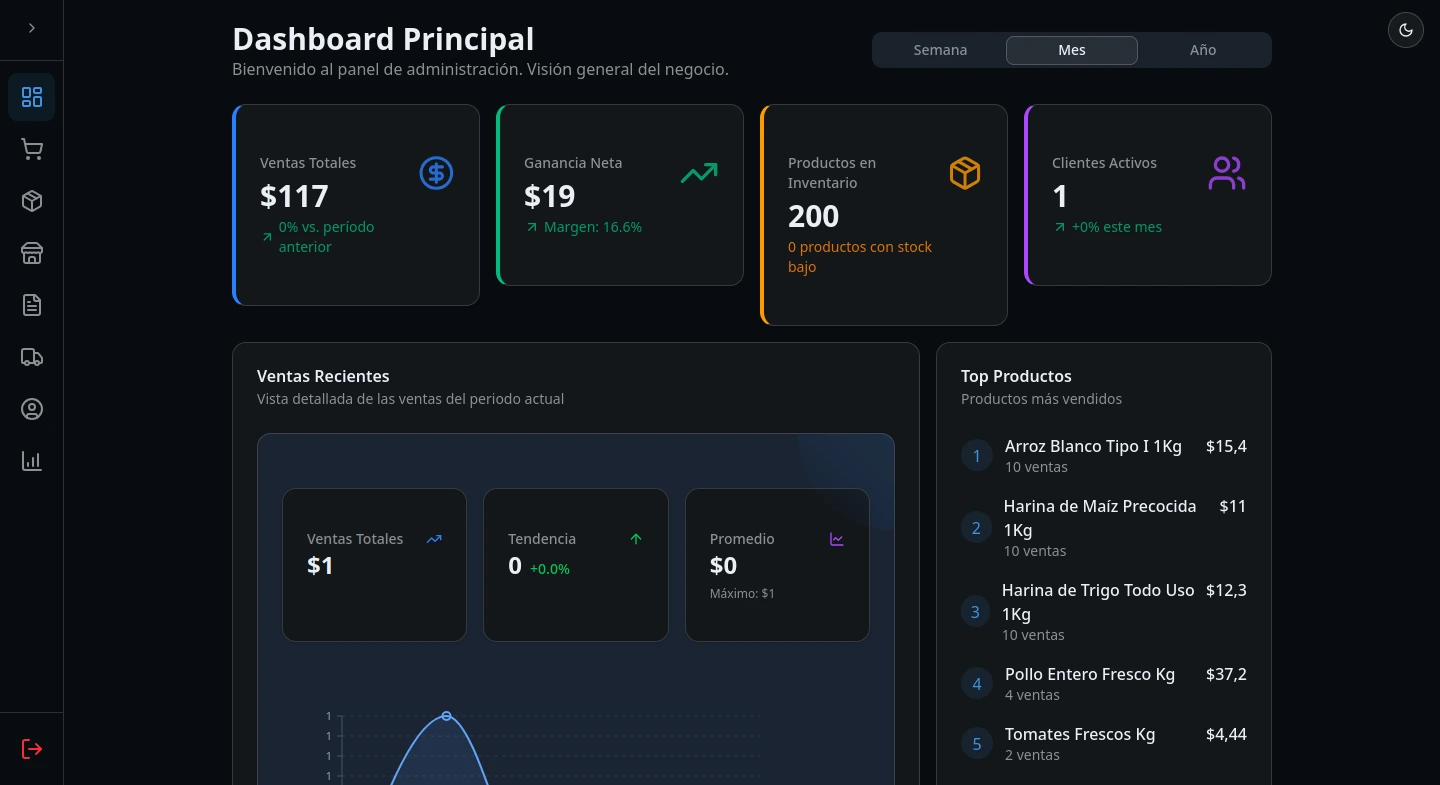 Dashboard Principal
Bienvenido al panel de administración. Visión general del negocio.
Semana
Mes
Año
Ventas Totales
$117
0% vs. período
anterior
Ganancia Neta
$19
Margen: 16.6%
Productos en
Inventario
200
0 productos con stock
bajo
Clientes Activos
1
+0% este mes
Ventas Recientes
Vista detallada de las ventas del periodo actual
Ventas Totales
$1
Tendencia
0 +0.0%
Promedio
$0
Máximo: $1
1
1
1
1
Top Productos
Productos más vendidos
1
Arroz Blanco Tipo I 1Kg
$15,4
10 ventas
2
Harina de Maíz Precocida
$11
1Kg
10 ventas
3
Harina de Trigo Todo Uso
$12,3
1Kg
10 ventas
4
Pollo Entero Fresco Kg
$37,2
4 ventas
5
Tomates Frescos Kg
$4,44
2 ventas